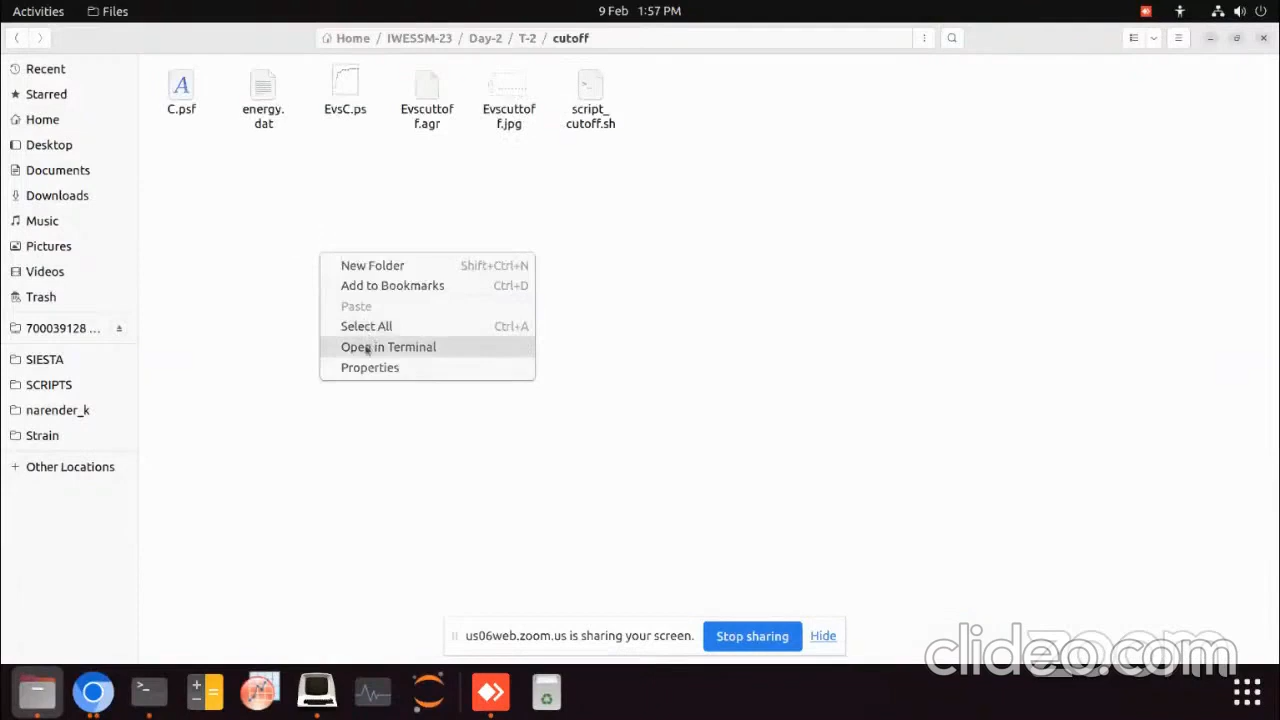 Activities Files 9 Feb 1:57 PM
Home / IWESSM-23 / Day-2 / T-2 / cutoff
Recent
Starred
Home
Desktop
Documents
Downloads
Music
Pictures
Videos
Trash
700039128 ...
SIESTA
SCRIPTS
narender_k
Strain
+ Other Locations
A
C.psf
energy.
dat
EvsC.ps
Evscuttof
f.agr
Evscuttof
f.jpg
script_
cutoff.sh
New Folder Shift+Ctrl+N
Add to Bookmarks Ctrl+D
Paste
Select All Ctrl+A
Open in Terminal
Properties
us06web.zoom.us is sharing your screen. Stop sharing Hide
zoom
clideo.com